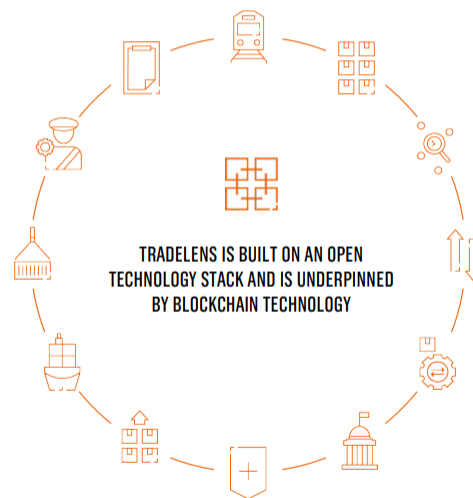 TRADELENS IS BUILT ON AN OPEN
TECHNOLOGY STACK AND IS UNDERPINNED
BY BLOCKCHAIN TECHNOLOGY